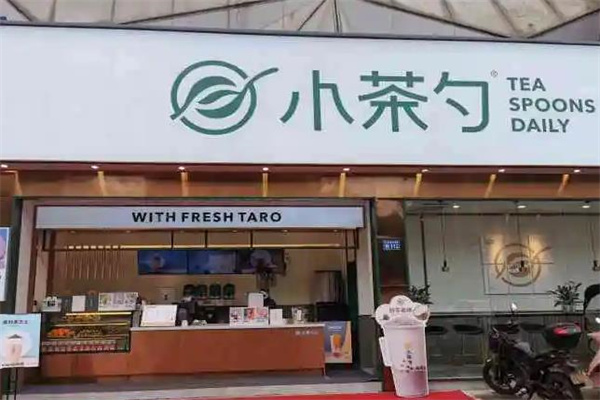 小茶勺
TEA
SPOONS
DAILY
WITH FRESH TARO